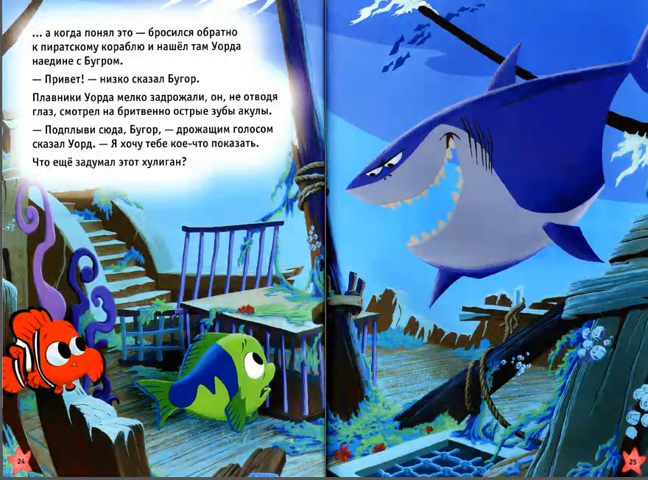 ... а когда понял это — бросился обратно
к пиратскому кораблю и нашёл там Уорда
наедине с Бугром.
— Привет! — низко сказал Бугор.
Плавники Уорда мелко задрожали, он, не отводя
глаз, смотрел на бритвенно острые зубы акулы.
— Подплыви сюда, Бугор, — дрожащим голосом
сказал Уорд. — Я хочу тебе кое-что показать.
Что ещё задумал этот хулиган?
24
25